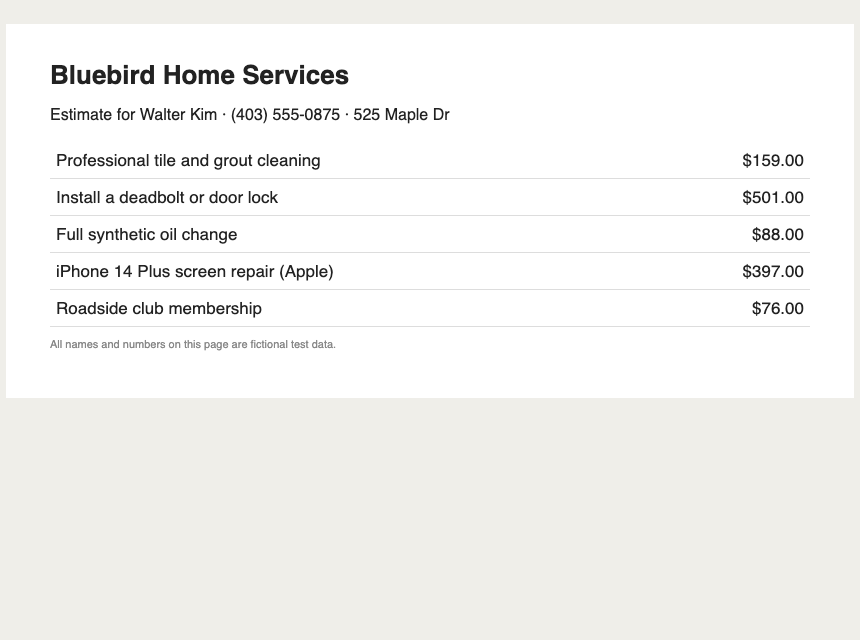 Bluebird Home Services
Estimate for Walter Kim · (403) 555-0875 · 525 Maple Dr
Professional tile and grout cleaning $159.00
Install a deadbolt or door lock $501.00
Full synthetic oil change $88.00
iPhone 14 Plus screen repair (Apple) $397.00
Roadside club membership $76.00
All names and numbers on this page are fictional test data.